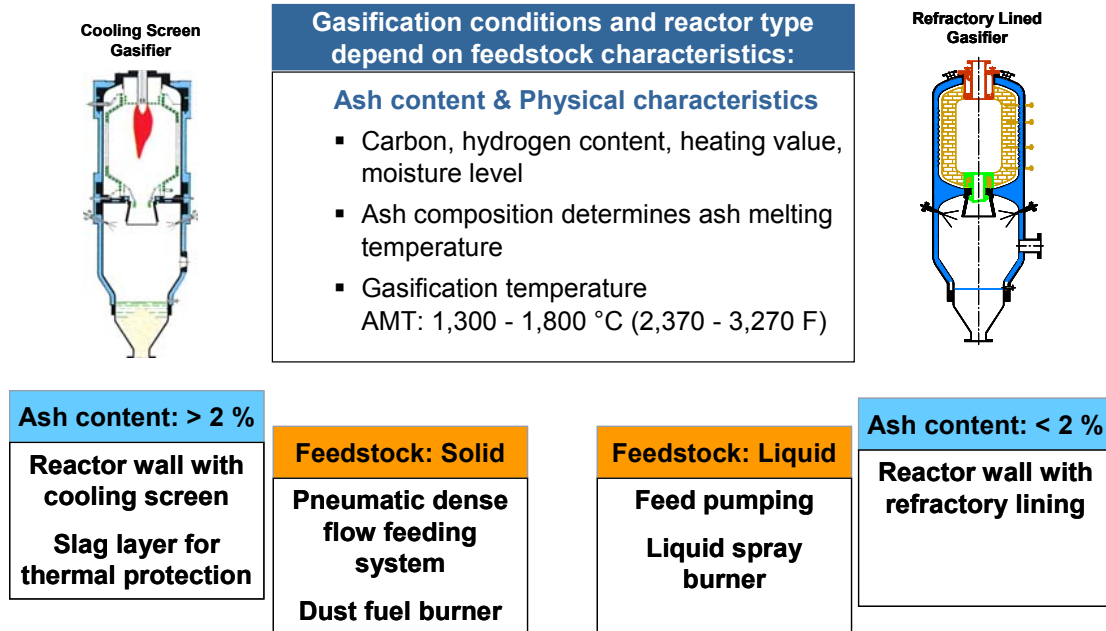 Cooling Screen
Gasifier
Gasification conditions and reactor type
depend on feedstock characteristics:
Refractory Lined
Gasifier
Ash content & Physical characteristics
▪ Carbon, hydrogen content, heating value,
moisture level
▪ Ash composition determines ash melting
temperature
▪ Gasification temperature
AMT: 1,300 - 1,800 °C (2,370 - 3,270 F)
Ash content: > 2 %
Reactor wall with
cooling screen
Slag layer for
thermal protection
Feedstock: Solid
Pneumatic dense
flow feeding
system
Dust fuel burner
Feedstock: Liquid
Feed pumping
Liquid spray
burner
Ash content: < 2 %
Reactor wall with
refractory lining